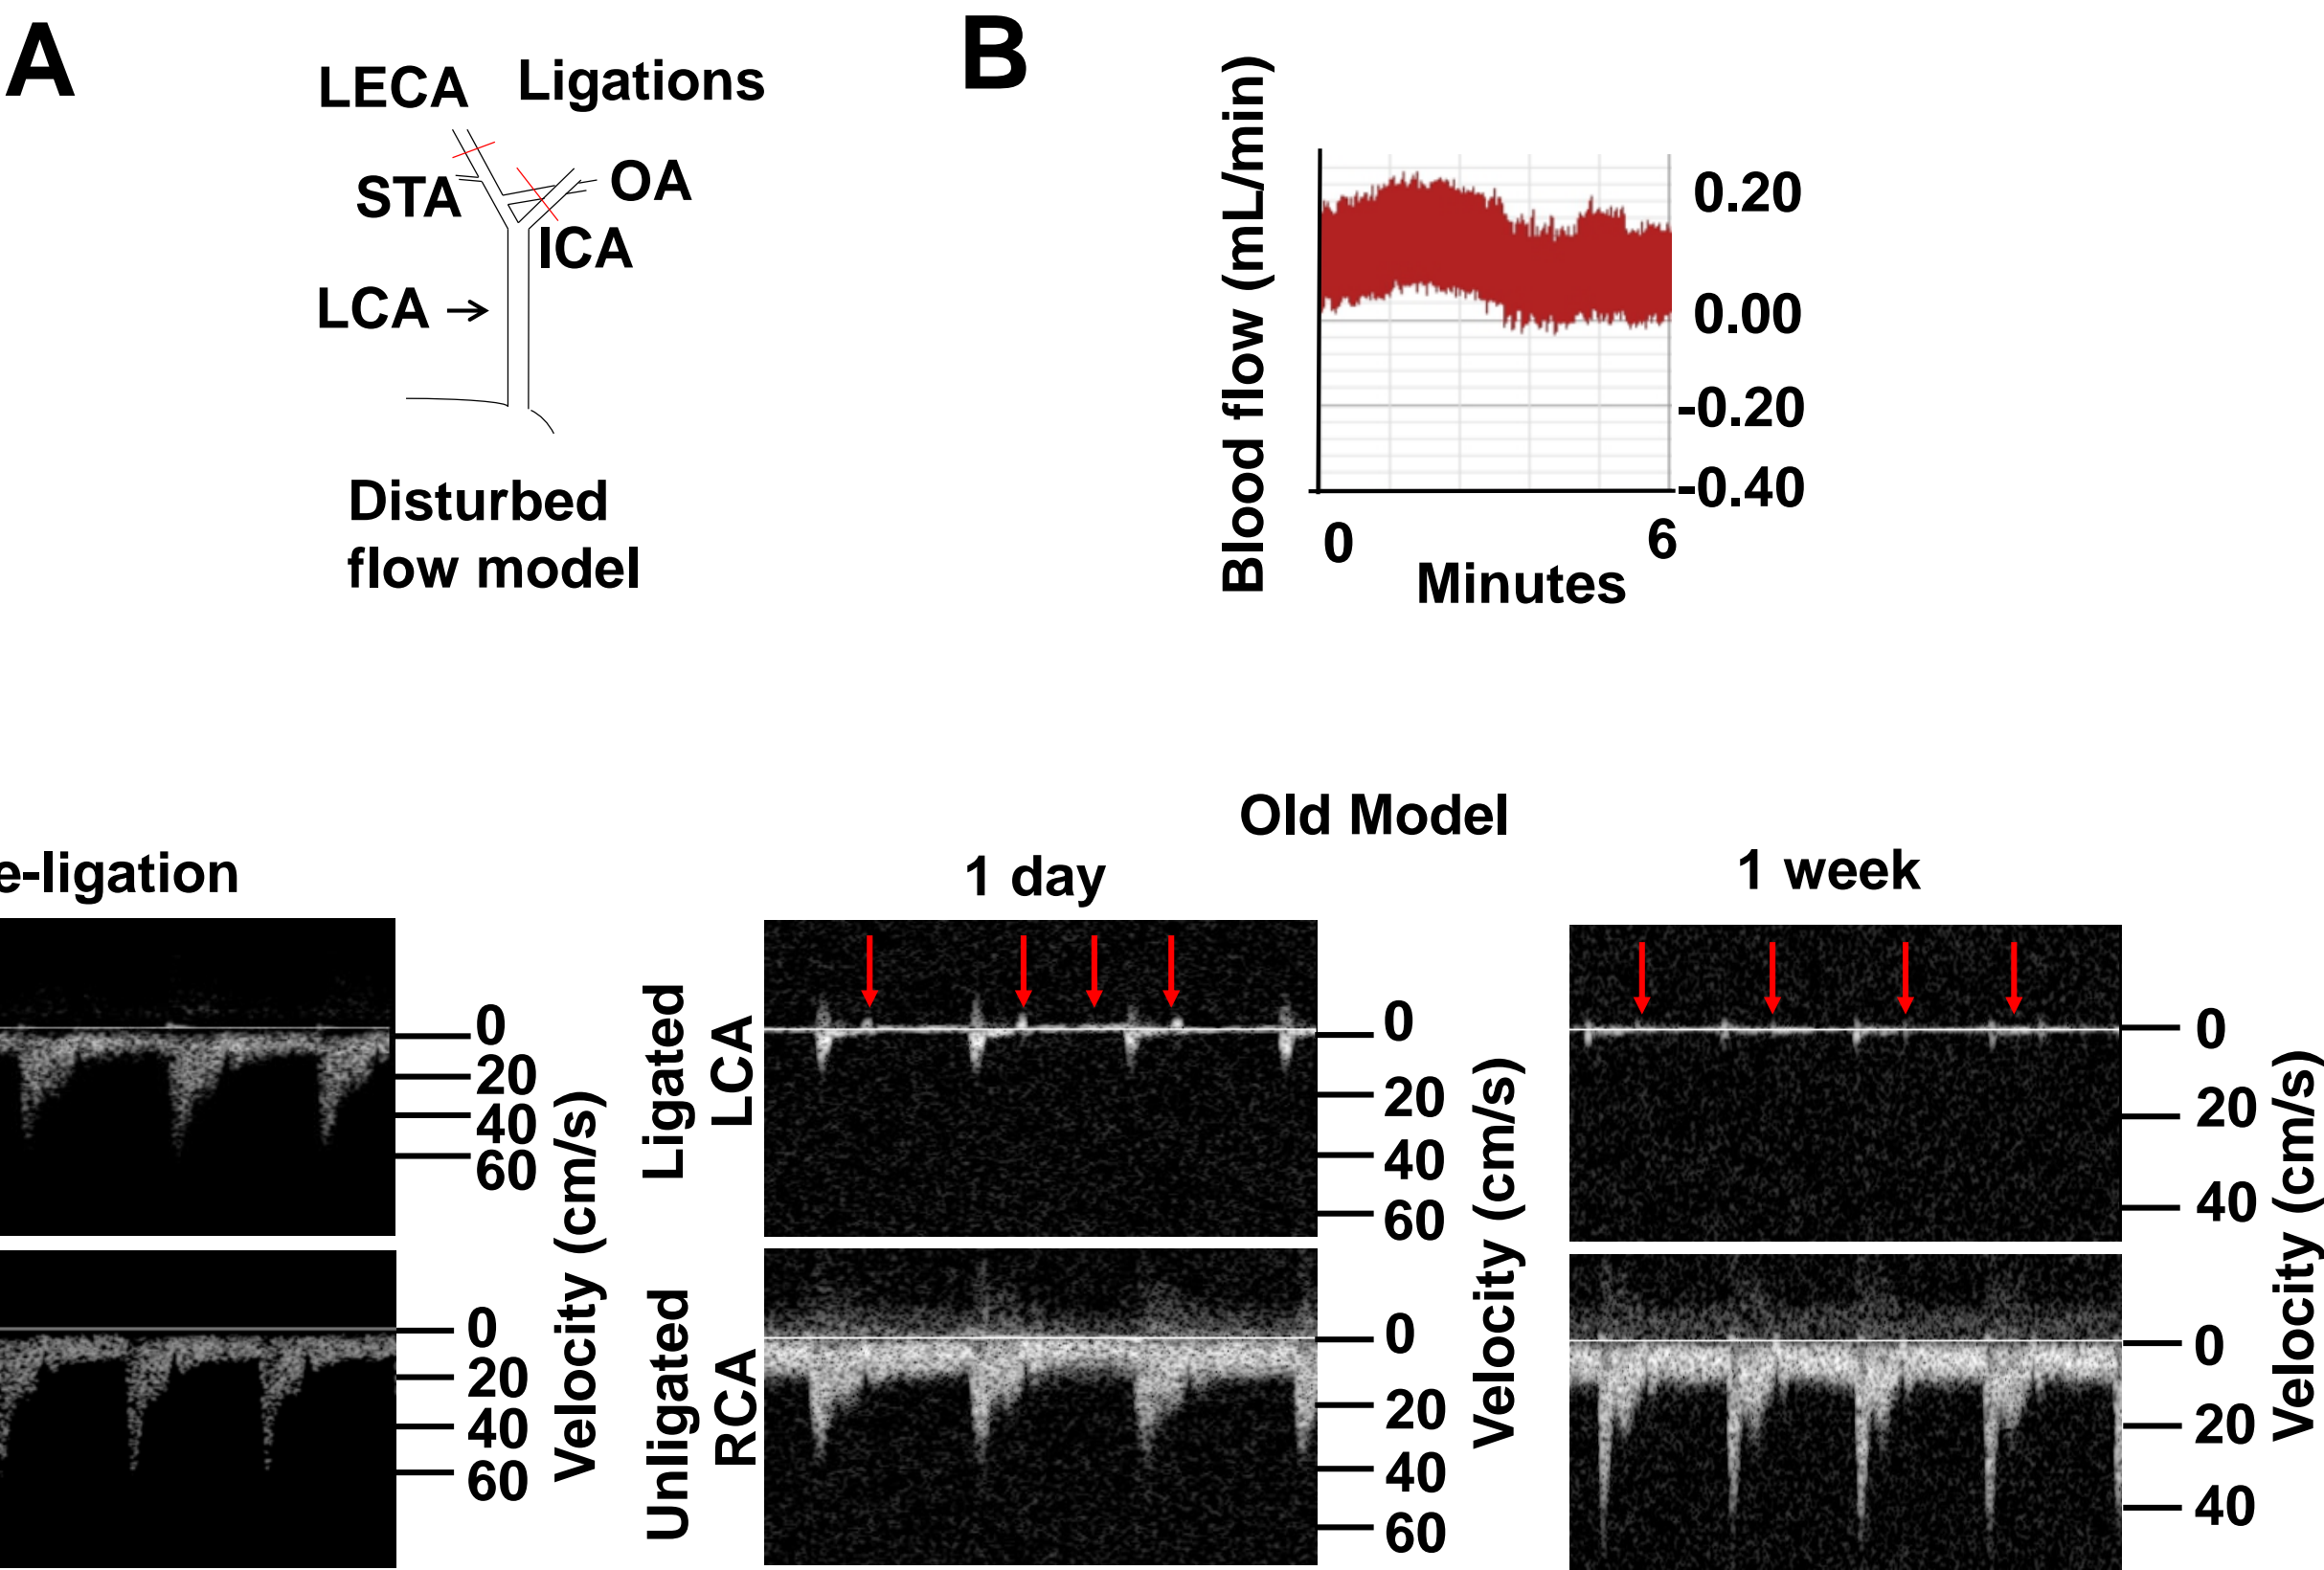 A
LECA
Ligations
STA
OA
ICA
LCA
Disturbed
flow model
B
Blood flow (mL/min)
0.20
0.00
-0.20
-0.40
0
6
Minutes
Old Model
e-ligation
1 day
1 week
0
20
40
60
Velocity (cm/s)
0
20
40
60
Ligated
LCA
Unligated
RCA
0
20
40
60
Velocity (cm/s)
0
20
40
60
0
20
40
Velocity (cm/s)
0
20
40